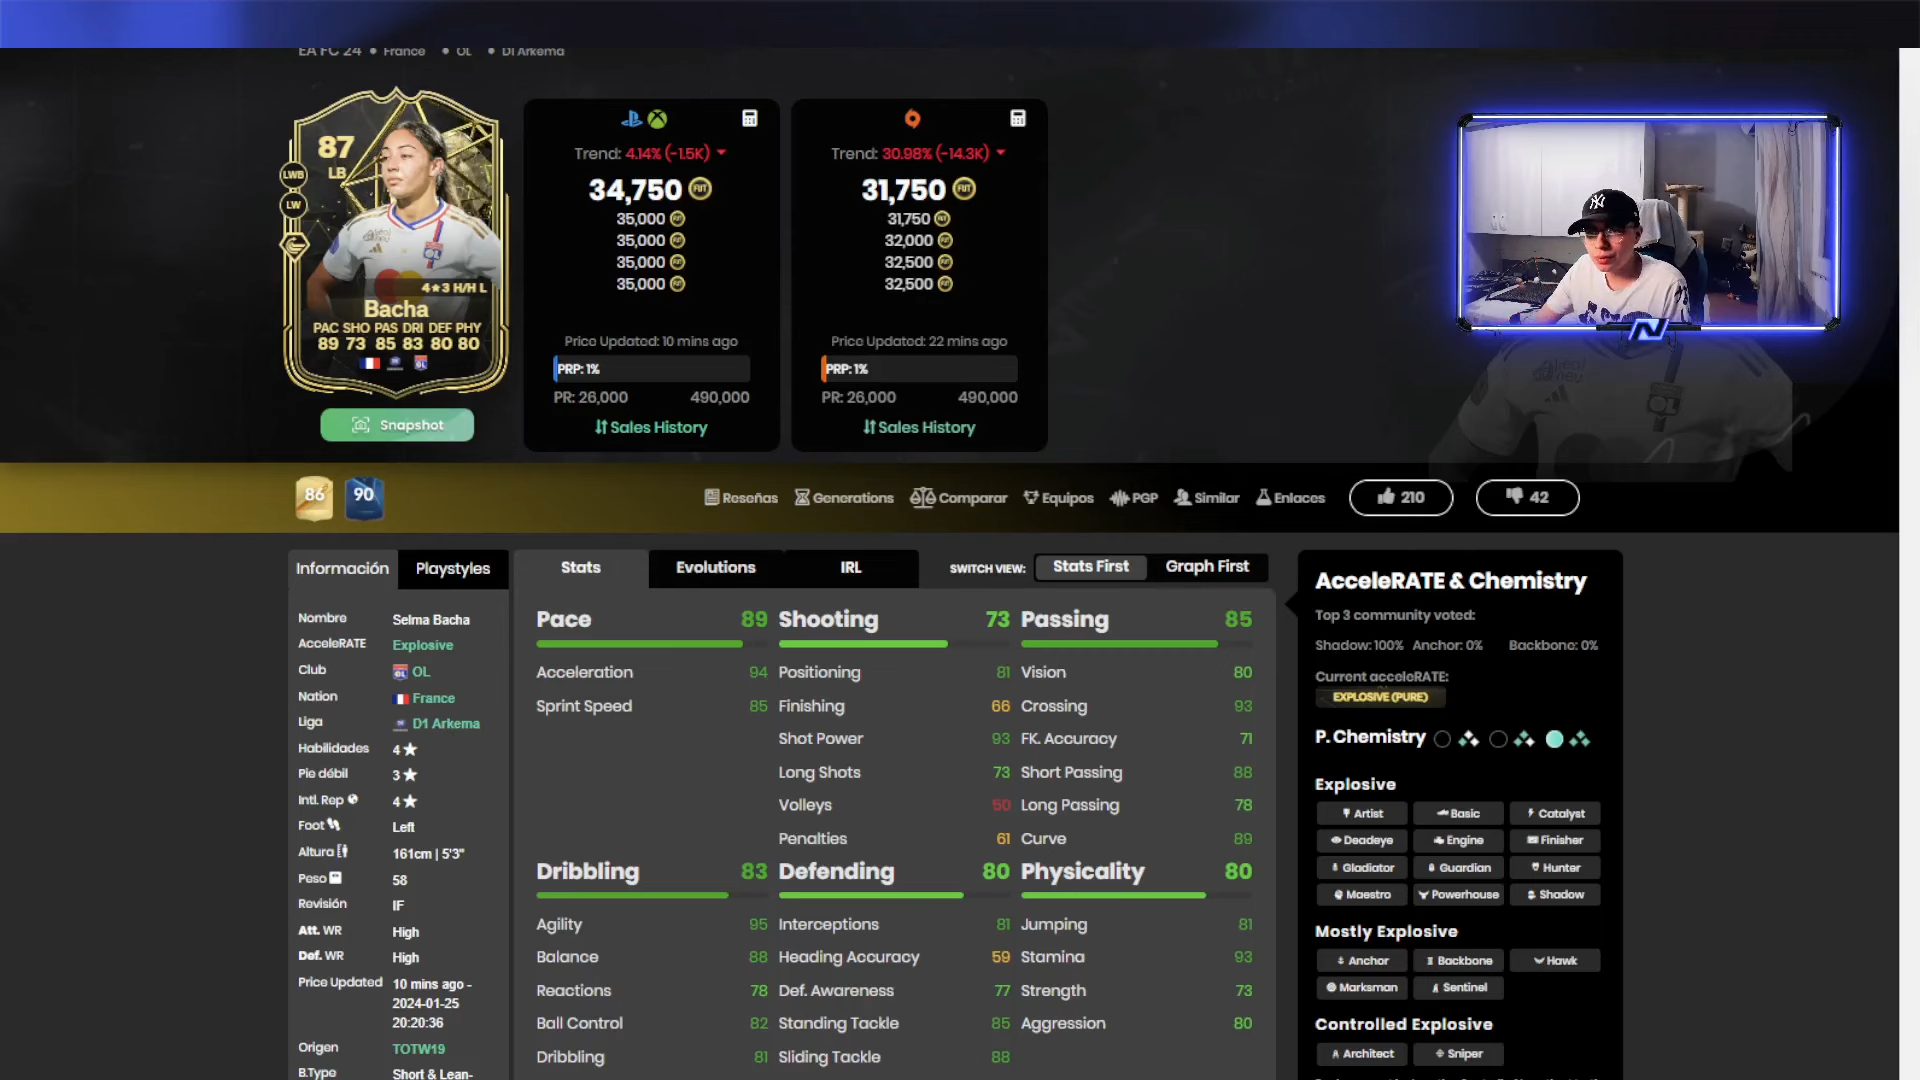 EA FC 24 • France • OL • D1 Arkema
87
LB
LWB
LW
4★3 H/H L
Bacha
PAC SHO PAS DRI DEF PHY
89 73 85 83 80 80
Snapshot
Trend: 4.14% (-1.5K)
34,750
35,000
35,000
35,000
35,000
Price Updated: 10 mins ago
PRP: 1%
PR: 26,000 490,000
Sales History
Trend: 30.98% (-14.3K)
31,750
31,750
32,000
32,500
32,500
Price Updated: 22 mins ago
PRP: 1%
PR: 26,000 490,000
Sales History
86 90
Reseñas Generations Comparar Equipos PGP Similar Enlaces 210 42
Información Playstyles
Nombre Selma Bacha
AcceleRATE Explosive
Club OL
Nation France
Liga D1 Arkema
Habilidades 4★
Pie débil 3★
Intl. Rep 4★
Foot Left
Altura 161cm | 5'3"
Peso 58
Revisión IF
Att. WR High
Def. WR High
Price Updated 10 mins ago -
2024-01-25
20:20:36
Origen TOTW19
B.Type Short & Lean-
Stats Evolutions IRL SWITCH VIEW: Stats First Graph First
Pace 89
Acceleration 94
Sprint Speed 85
Shooting 73
Positioning 81
Finishing 66
Shot Power 93
Long Shots 73
Volleys 50
Penalties 61
Passing 85
Vision 80
Crossing 93
FK. Accuracy 71
Short Passing 88
Long Passing 78
Curve 89
Dribbling 83
Agility 95
Balance 88
Reactions 78
Ball Control 82
Dribbling 81
Defending 80
Interceptions 81
Heading Accuracy 59
Def. Awareness 77
Standing Tackle 85
Sliding Tackle 88
Physicality 80
Jumping 81
Stamina 93
Strength 73
Aggression 80
AcceleRATE & Chemistry
Top 3 community voted:
Shadow: 100% Anchor: 0% Backbone: 0%
Current acceleRATE:
EXPLOSIVE (PURE)
P. Chemistry
Explosive
Artist Basic Catalyst
Deadeye Engine Finisher
Gladiator Guardian Hunter
Maestro Powerhouse Shadow
Mostly Explosive
Anchor Backbone Hawk
Marksman Sentinel
Controlled Explosive
Architect Sniper